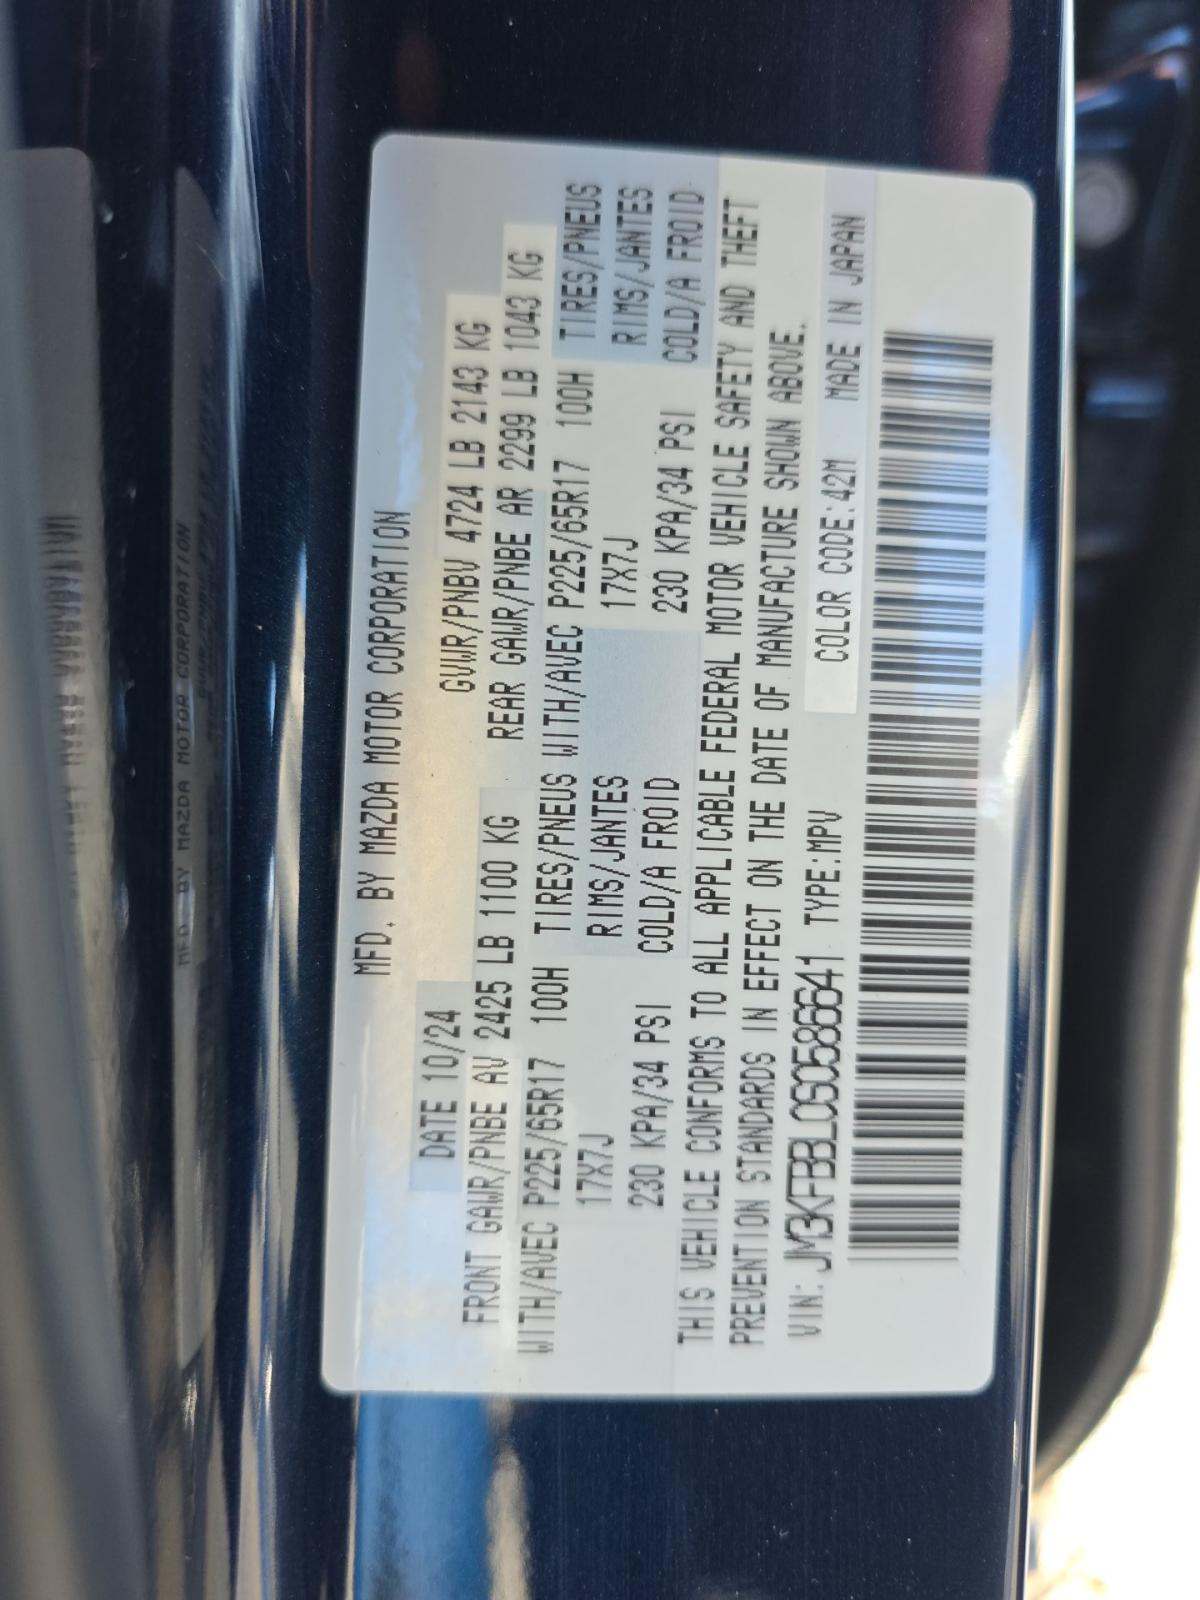 MFD. BY MAZDA MOTOR CORPORATION
DATE 10/24 GVWR/PNBV 4724 LB 2143 KG
FRONT GAWR/PNBE AV 2425 LB 1100 KG REAR GAWR/PNBE AR 2299 LB 1043 KG
WITH/AVEC P225/65R17 100H TIRES/PNEUS WITH/AVEC P225/65R17 100H TIRES/PNEUS
17X7J RIMS/JANTES 17X7J RIMS/JANTES
230 KPA/34 PSI COLD/A FROID 230 KPA/34 PSI COLD/A FROID
THIS VEHICLE CONFORMS TO ALL APPLICABLE FEDERAL MOTOR VEHICLE SAFETY AND THEFT
PREVENTION STANDARDS IN EFFECT ON THE DATE OF MANUFACTURE SHOWN ABOVE.
VIN: JM3KFBBL0S0586641 TYPE:MPV COLOR CODE:42M MADE IN JAPAN
MFD. BY MAZDA MOTOR CORPORATION